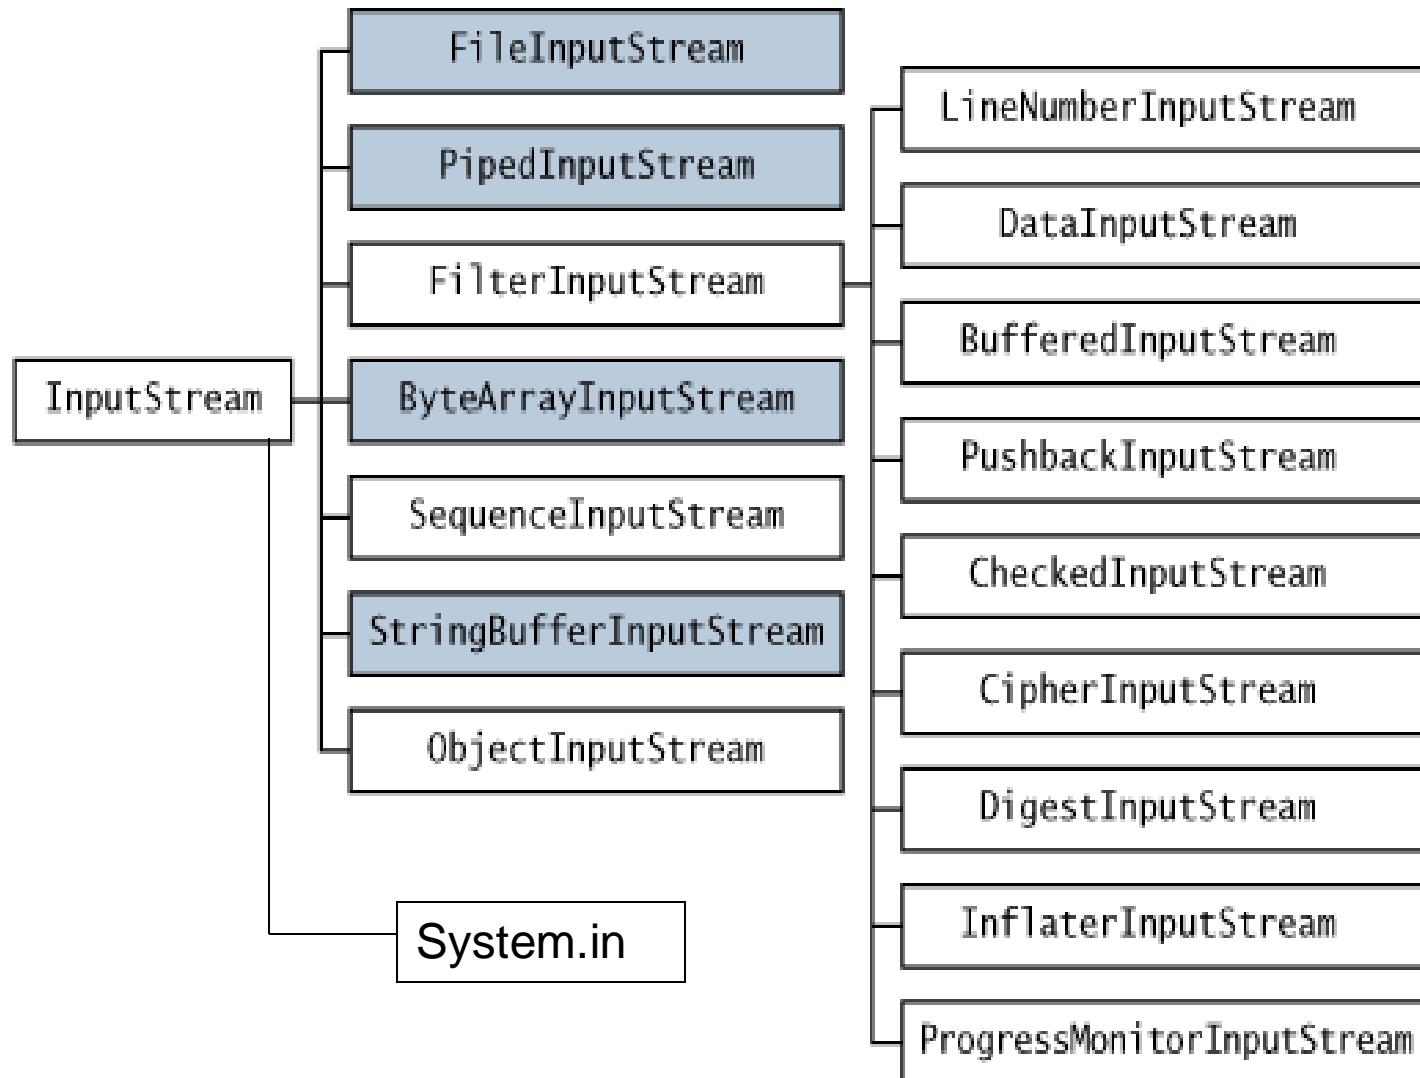 FileInputStream
PipedInputStream
FilterInputStream
InputStream
ByteArrayInputStream
SequenceInputStream
StringBufferInputStream
ObjectInputStream
System.in
LineNumberInputStream
DataInputStream
BufferedInputStream
PushbackInputStream
CheckedInputStream
CipherInputStream
DigestInputStream
InflaterInputStream
ProgressMonitorInputStream